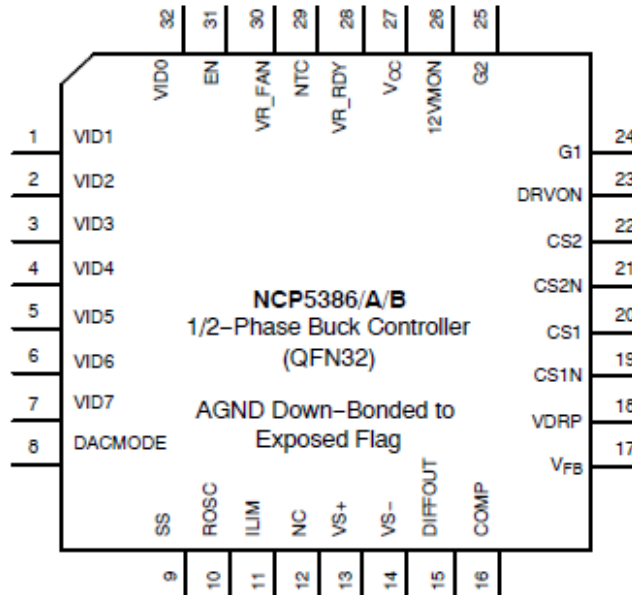 32 31 30 29 28 27 26 25
VID0 EN VR_FAN NTC VR_RDY VCC 12VMON G2
1 VID1
2 VID2
3 VID3
4 VID4
5 VID5
6 VID6
7 VID7
8 DACMODE
NCP5386/A/B
1/2−Phase Buck Controller
(QFN32)
AGND Down−Bonded to
Exposed Flag
G1 24
DRVON 23
CS2 22
CS2N 21
CS1 20
CS1N 19
VDRP 18
VFB 17
SS ROSC ILIM NC VS+ VS− DIFFOUT COMP
9 10 11 12 13 14 15 16